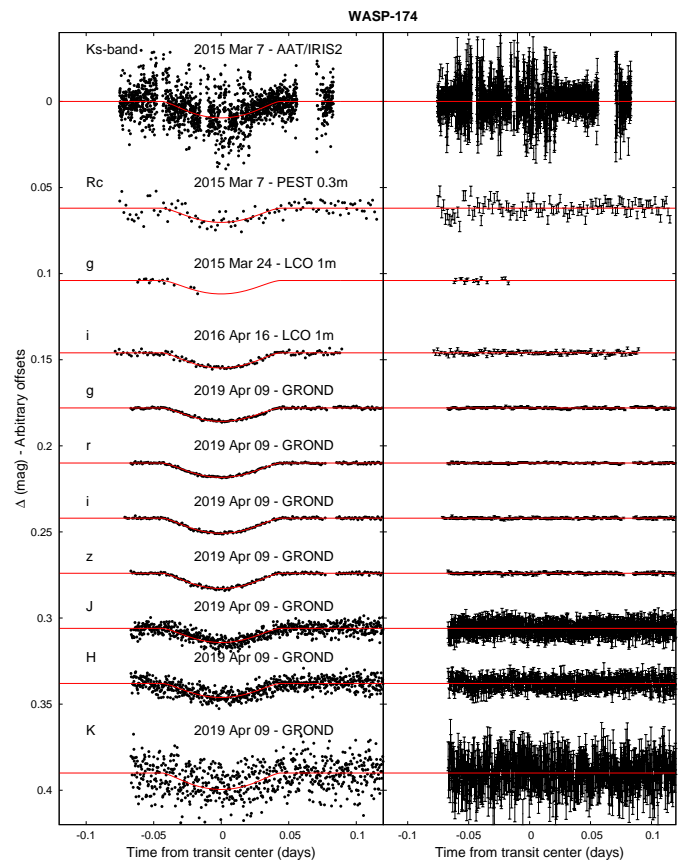 WASP-174
Ks-band 2015 Mar 7 - AAT/IRIS2
0
Rc 2015 Mar 7 - PEST 0.3m
0.05
g 2015 Mar 24 - LCO 1m
0.1
i 2016 Apr 16 - LCO 1m
0.15
g 2019 Apr 09 - GROND
r 2019 Apr 09 - GROND
0.2
i 2019 Apr 09 - GROND
0.25
z 2019 Apr 09 - GROND
J 2019 Apr 09 - GROND
0.3
H 2019 Apr 09 - GROND
0.35
K 2019 Apr 09 - GROND
0.4
Δ (mag) - Arbitrary offsets
-0.1 -0.05 0 0.05 0.1 -0.1 -0.05 0 0.05 0.1
Time from transit center (days) Time from transit center (days)